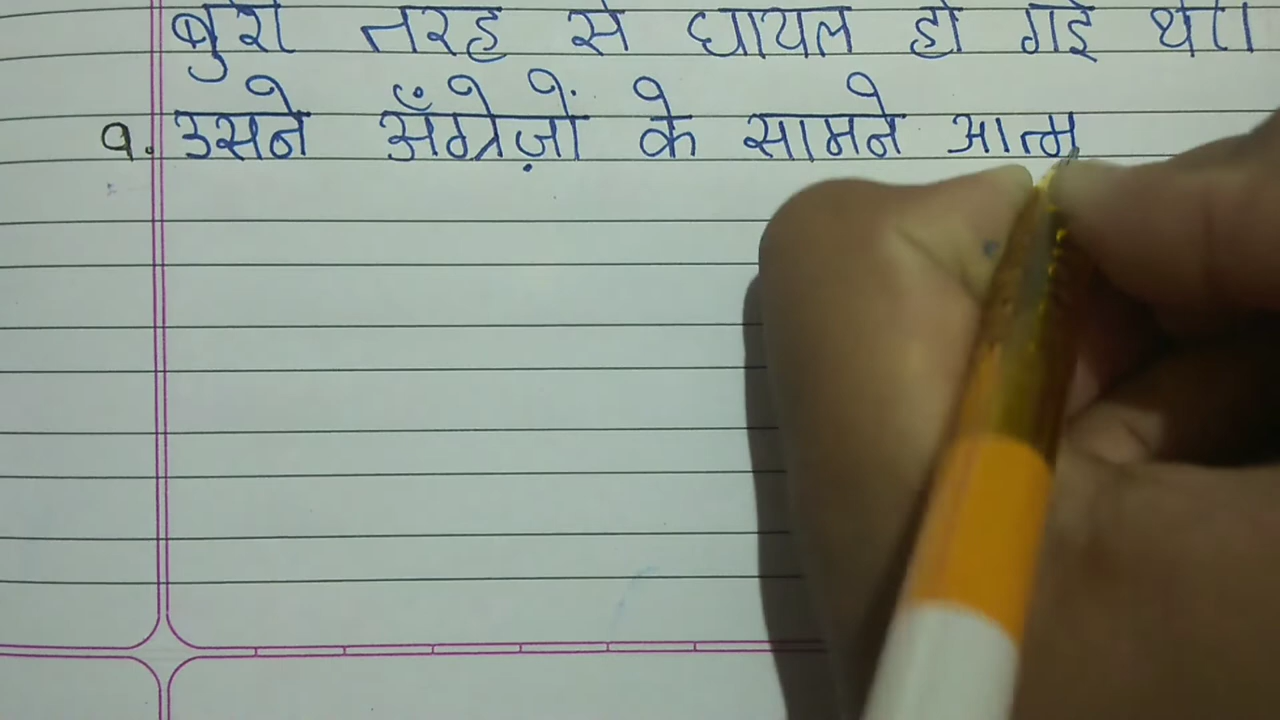 बुरी तरह से घायल हो गई थी।
9. उसने अँग्रेज़ों के सामने आत्म